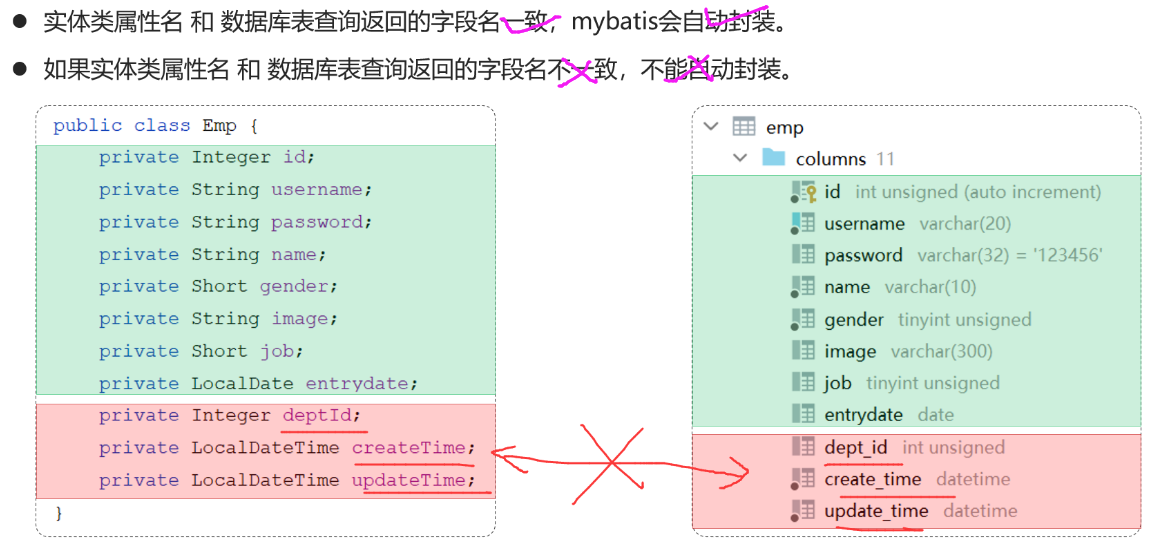 实体类属性名 和 数据库表查询返回的字段名一致，mybatis会自动封装。
如果实体类属性名 和 数据库表查询返回的字段名不一致，不能自动封装。
public class Emp {
private Integer id;
private String username;
private String password;
private String name;
private Short gender;
private String image;
private Short job;
private LocalDate entrydate;
private Integer deptId;
private LocalDateTime createTime;
private LocalDateTime updateTime;
}
emp
columns 11
id int unsigned (auto increment)
username varchar(20)
password varchar(32) = '123456'
name varchar(10)
gender tinyint unsigned
image varchar(300)
job tinyint unsigned
entrydate date
dept_id int unsigned
create_time datetime
update_time datetime